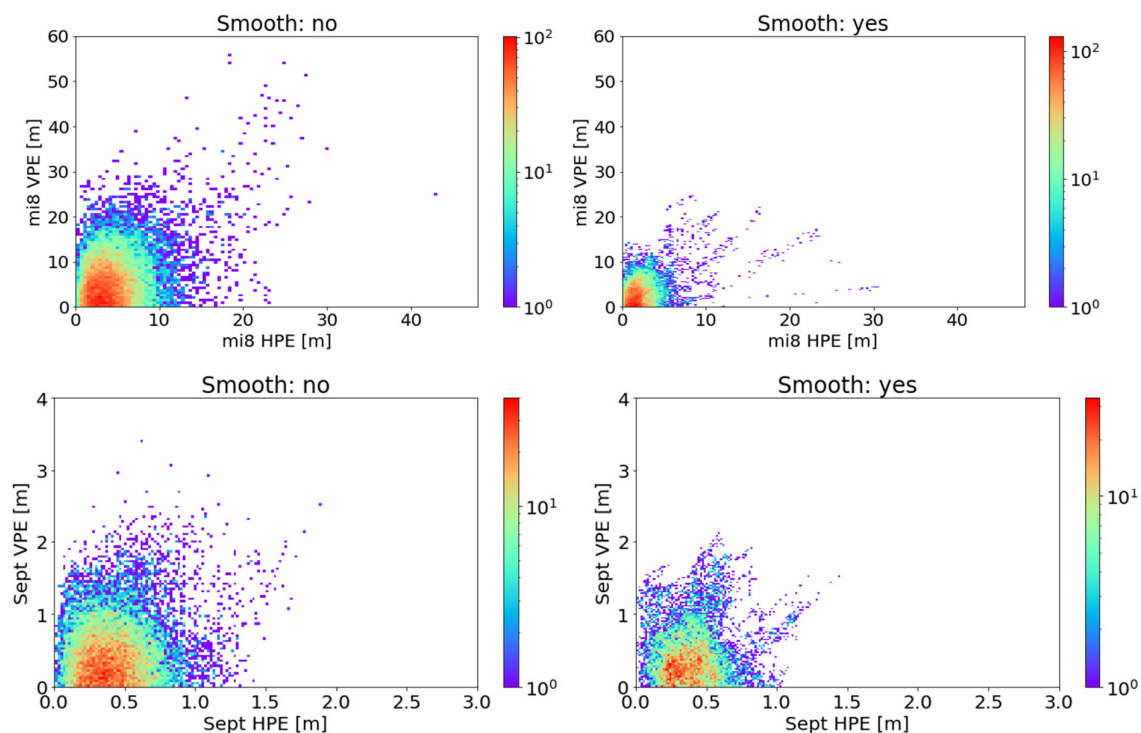 Smooth: no
60
50
40
30
20
10
0
mi8 VPE [m]
0 10 20 30 40
mi8 HPE [m]
10²
10¹
10⁰
Smooth: yes
60
50
40
30
20
10
0
mi8 VPE [m]
0 10 20 30 40
mi8 HPE [m]
10²
10¹
10⁰
Smooth: no
4
3
2
1
0
Sept VPE [m]
0.0 0.5 1.0 1.5 2.0 2.5 3.0
Sept HPE [m]
10¹
10⁰
Smooth: yes
4
3
2
1
0
Sept VPE [m]
0.0 0.5 1.0 1.5 2.0 2.5 3.0
Sept HPE [m]
10¹
10⁰